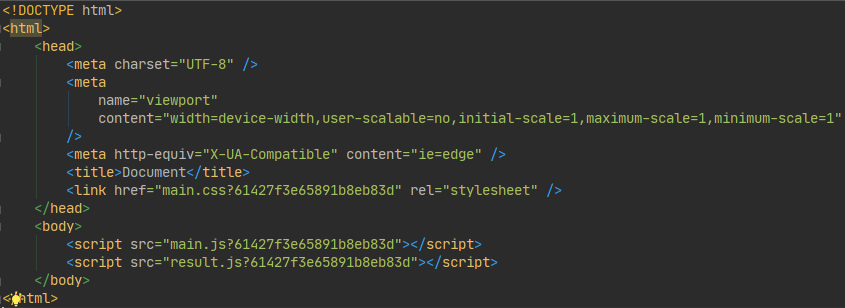 <!DOCTYPE html>
<html>
<head>
<meta charset="UTF-8" />
<meta
name="viewport"
content="width=device-width,user-scalable=no,initial-scale=1,maximum-scale=1,minimum-scale=1"
/>
<meta http-equiv="X-UA-Compatible" content="ie=edge" />
<title>Document</title>
<link href="main.css?61427f3e65891b8eb83d" rel="stylesheet" />
</head>
<body>
<script src="main.js?61427f3e65891b8eb83d"></script>
<script src="result.js?61427f3e65891b8eb83d"></script>
</body>
</html>